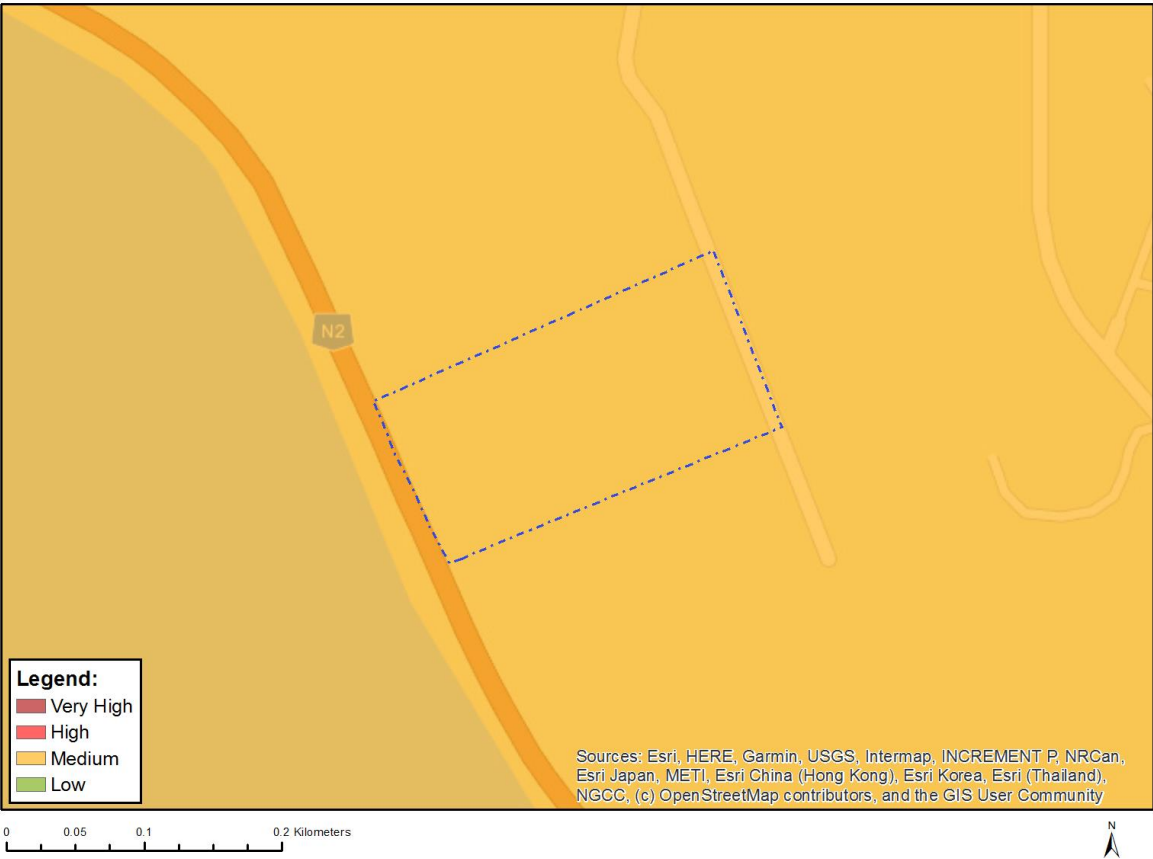 N2
Legend:
Very High
High
Medium
Low
Sources: Esri, HERE, Garmin, USGS, Intermap, INCREMENT P, NRCan,
Esri Japan, METI, Esri China (Hong Kong), Esri Korea, Esri (Thailand),
NGCC, (c) OpenStreetMap contributors, and the GIS User Community
0 0.05 0.1 0.2 Kilometers
N